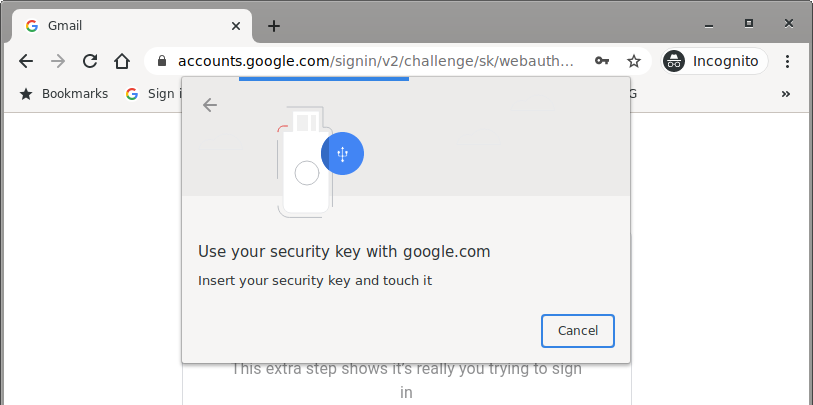 Gmail
accounts.google.com/signin/v2/challenge/sk/webauth...
Incognito
Bookmarks
Sign i
G
Use your security key with google.com
Insert your security key and touch it
Cancel
This extra step shows it's really you trying to sign
in